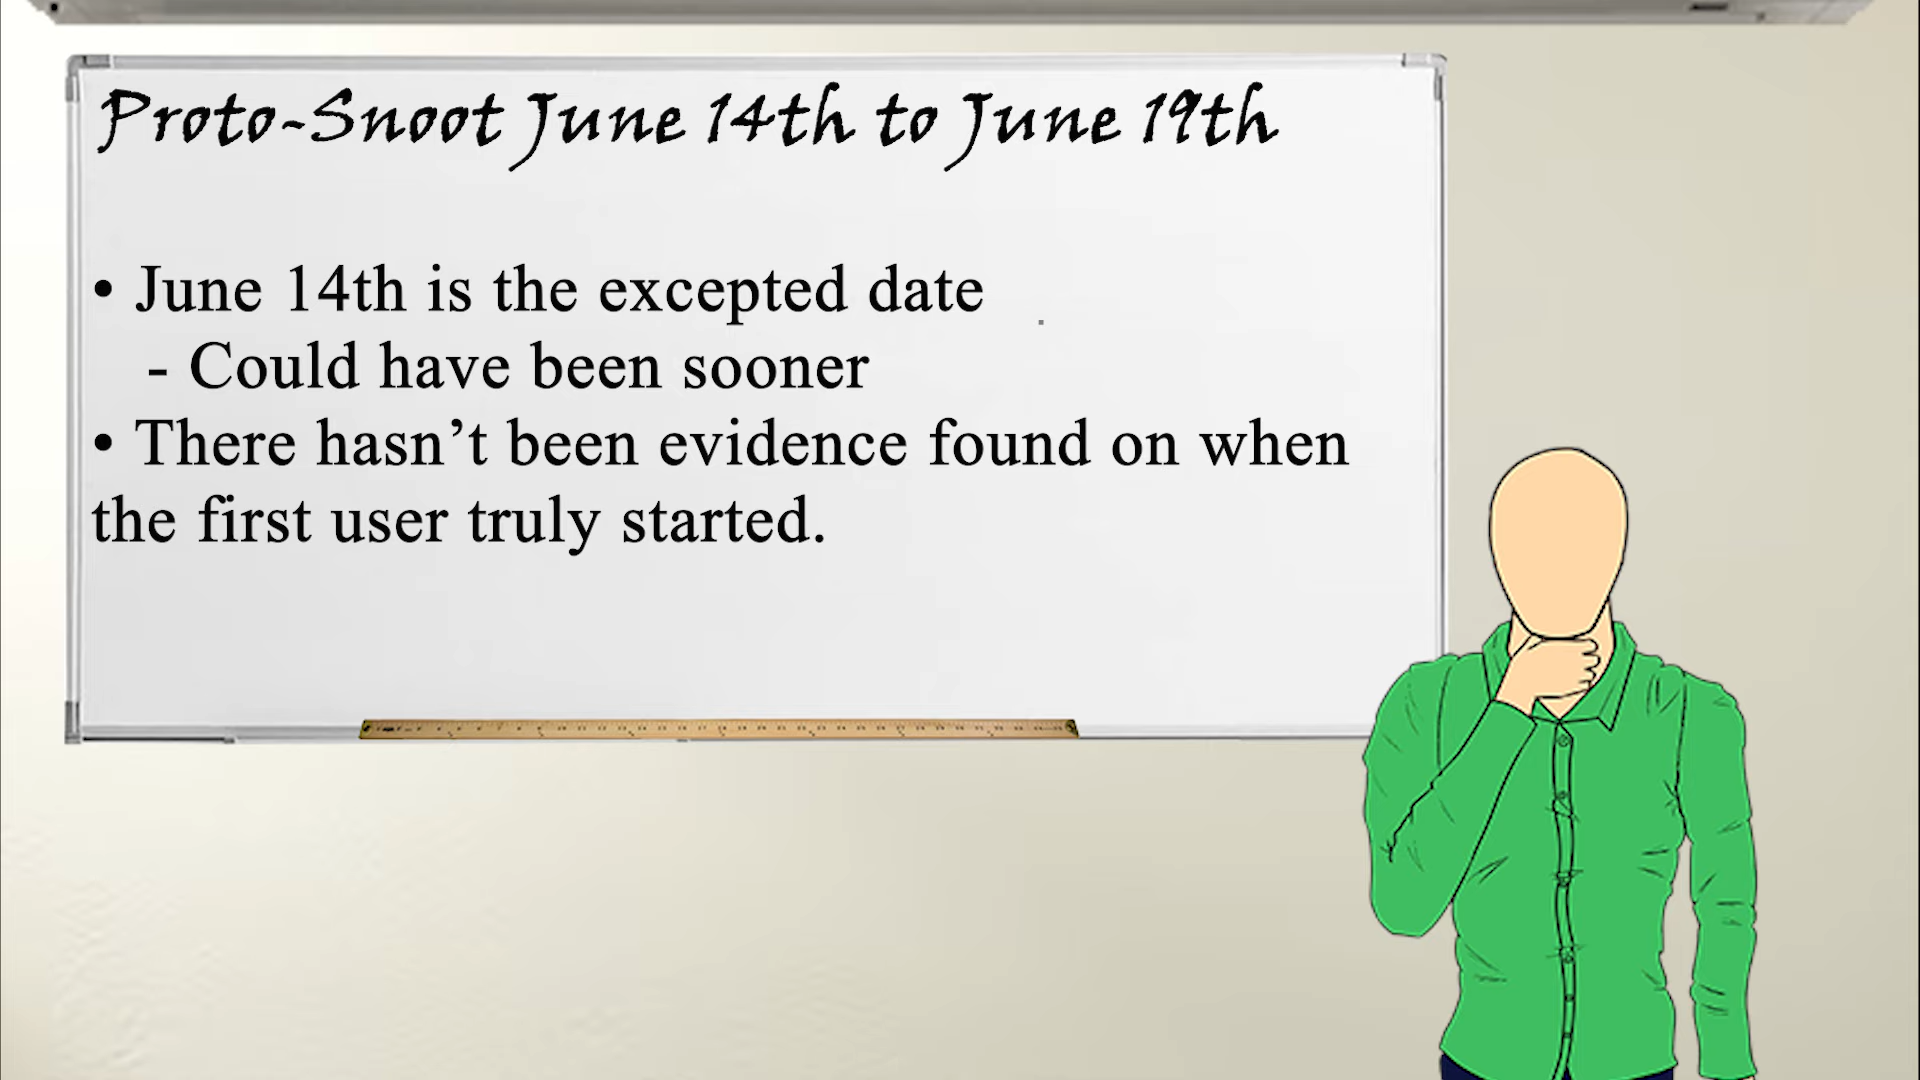 Proto-Snoot June 14th to June 19th
• June 14th is the excepted date
- Could have been sooner
• There hasn’t been evidence found on when
the first user truly started.